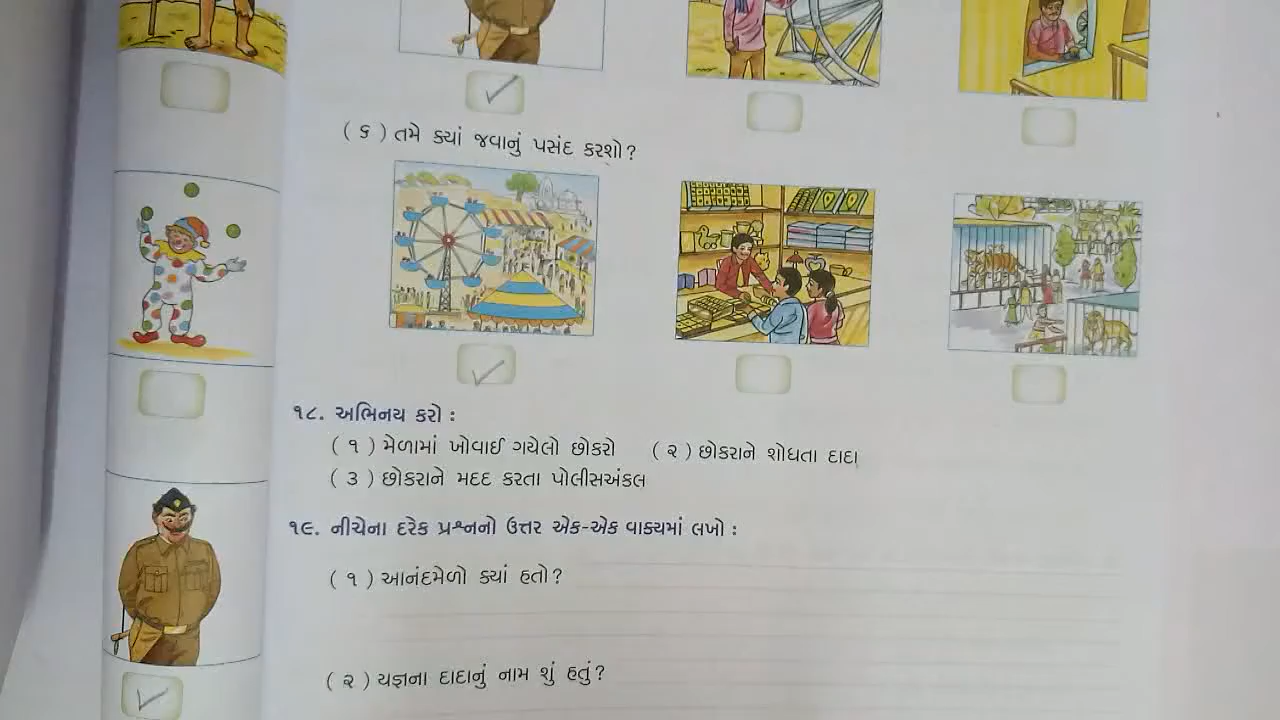 ( ૬ ) તમે ક્યાં જવાનું પસંદ કરશો?
૧૮. અભિનય કરો :
( ૧ ) મેળામાં ખોવાઈ ગયેલો છોકરો ( ૨ ) છોકરાને શોધતા દાદા
( ૩ ) છોકરાને મદદ કરતા પોલીસઅંકલ
૧૯. નીચેના દરેક પ્રશ્નનો ઉત્તર એક-એક વાક્યમાં લખો :
( ૧ ) આનંદમેળો ક્યાં હતો?
( ૨ ) યજ્ઞના દાદાનું નામ શું હતું?